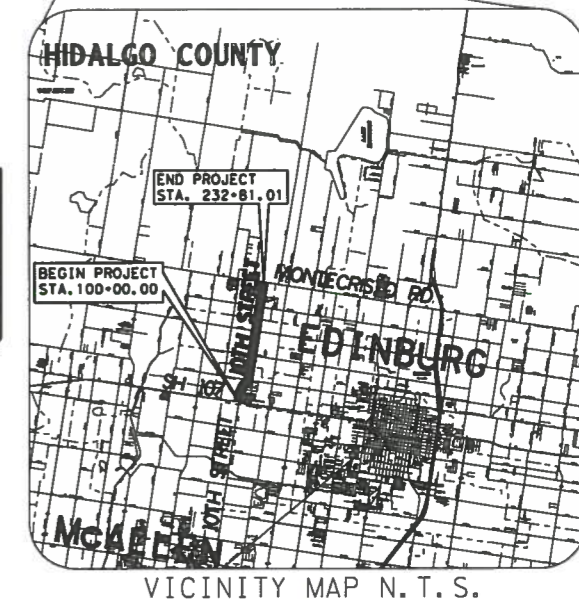 HIDALGO COUNTY
END PROJECT
STA. 232+81.01
BEGIN PROJECT
STA. 100+00.00
MONTECRISTO RD
10TH STREET
EDINBURG
SH 107
10TH STREET
McALLEN
VICINITY MAP N.T.S.